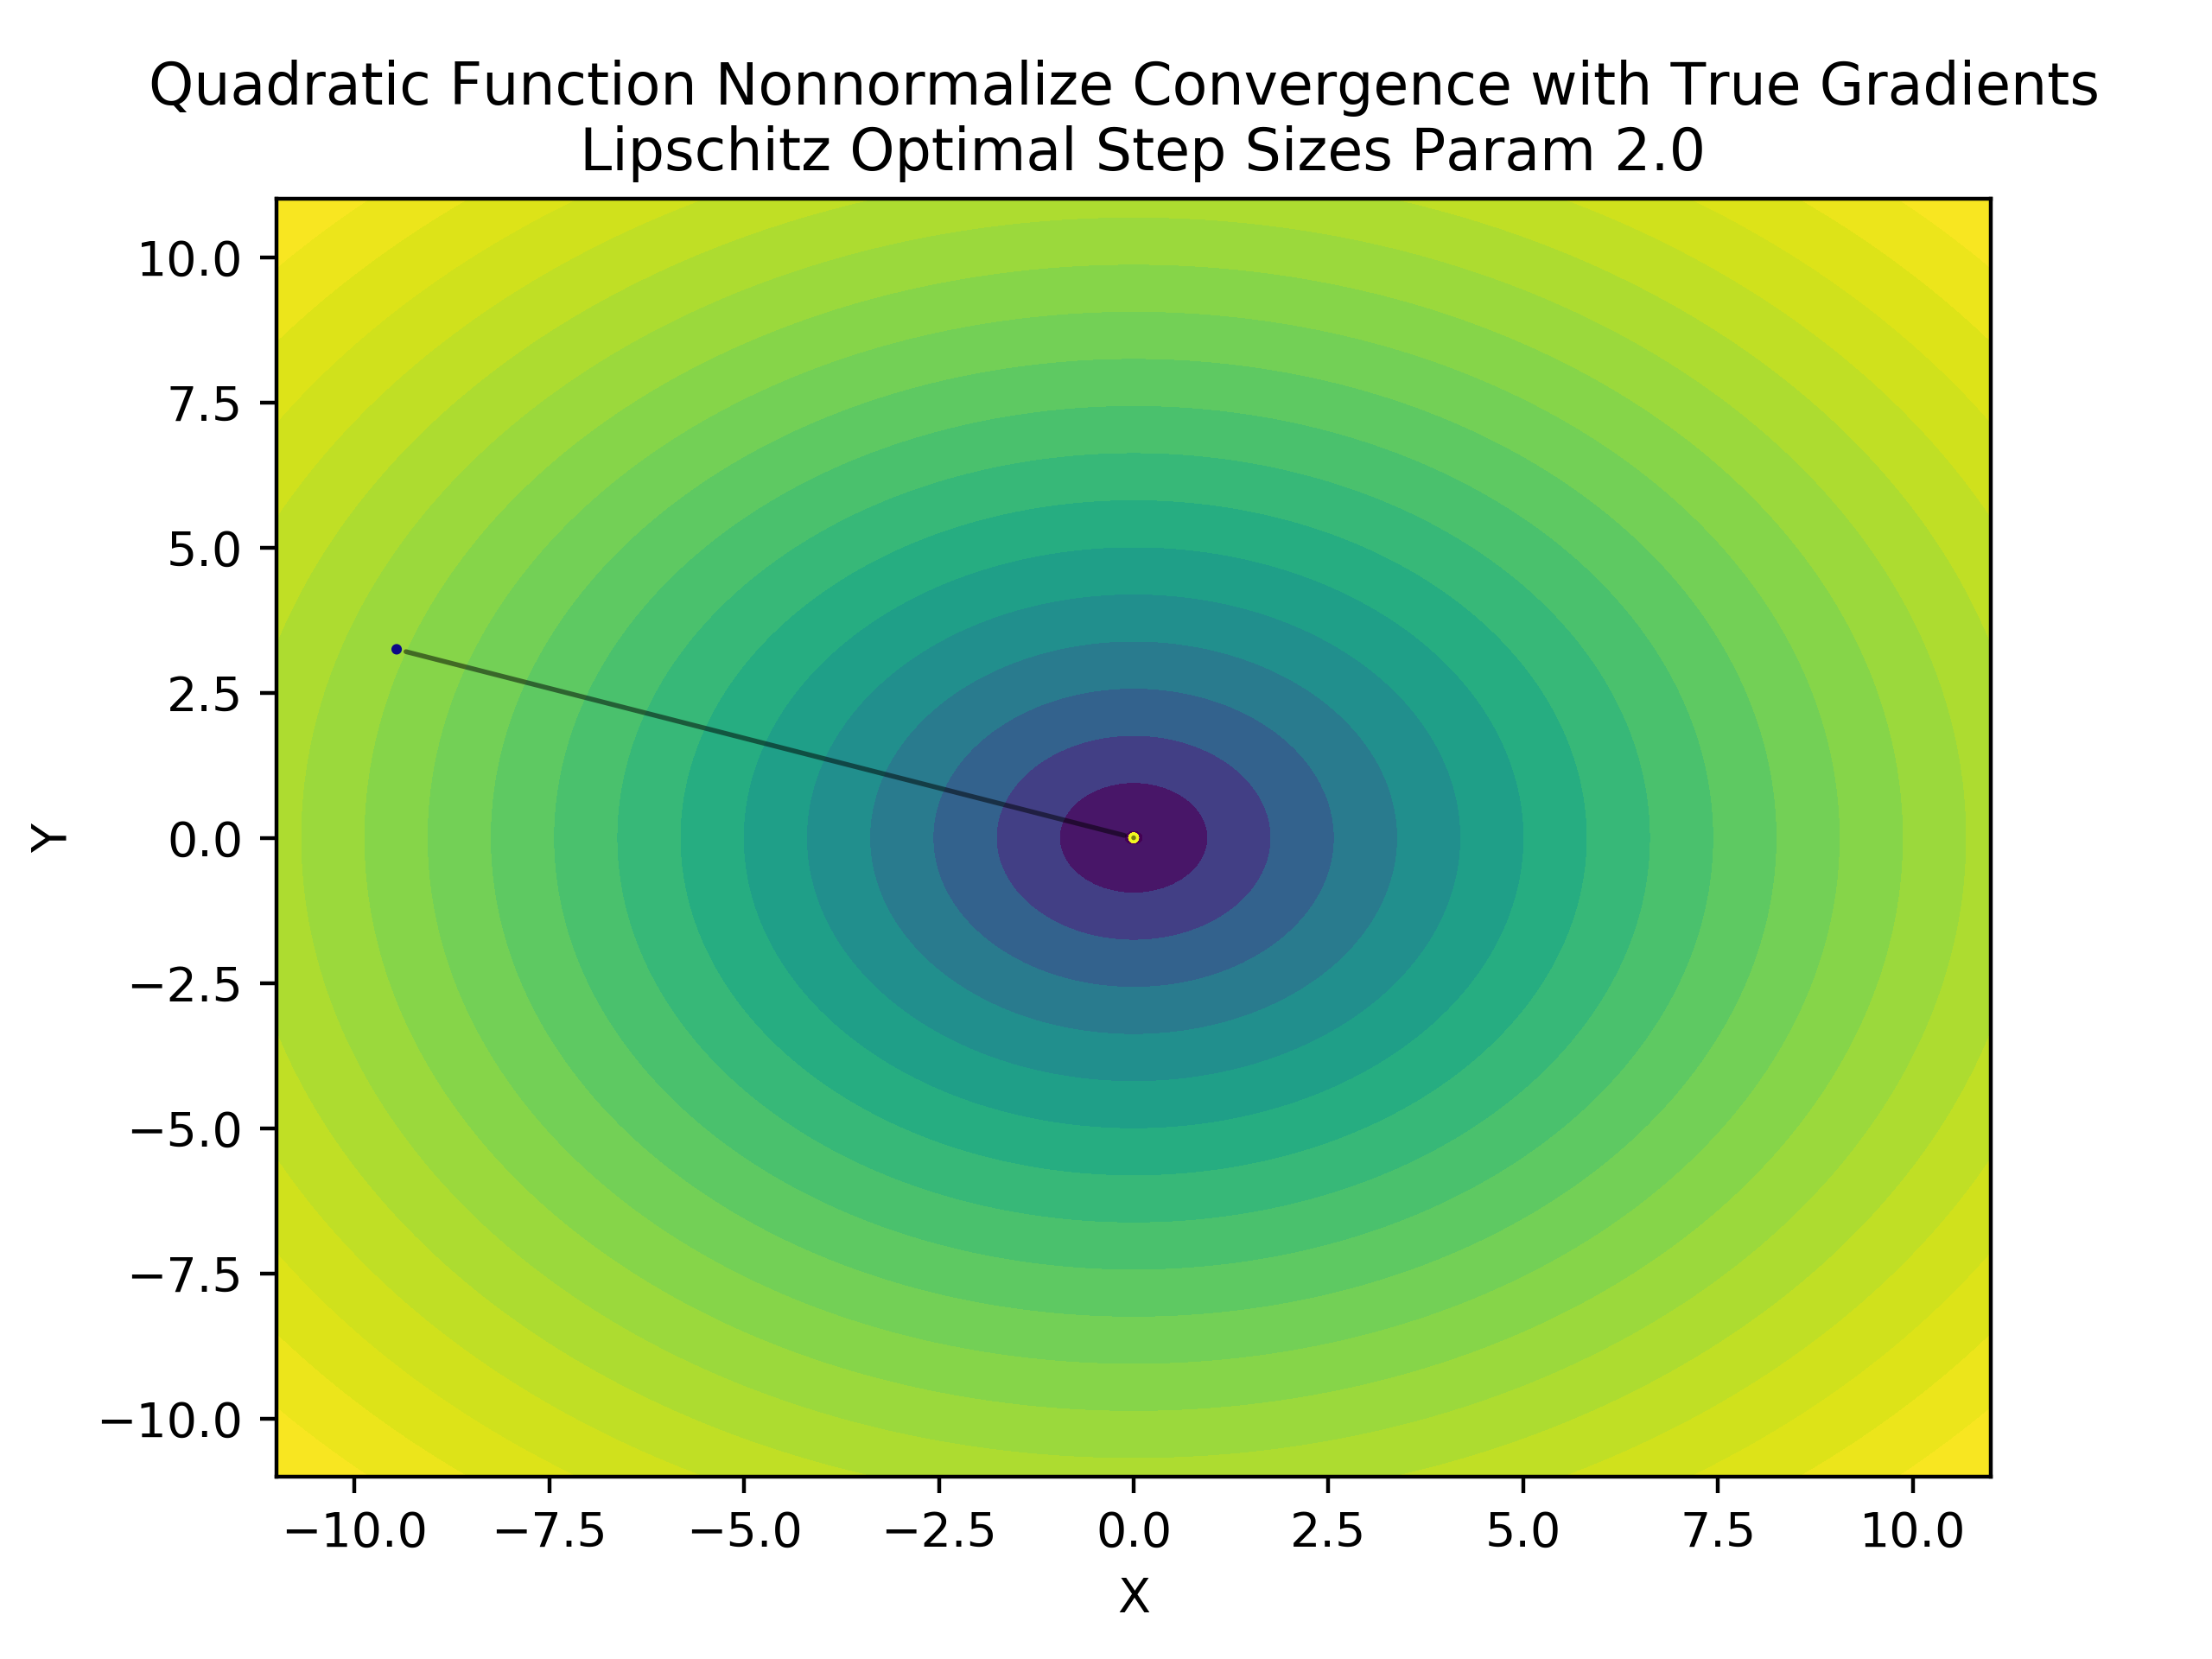 Quadratic Function Nonnormalize Convergence with True Gradients
Lipschitz Optimal Step Sizes Param 2.0
10.0
7.5
5.0
2.5
0.0
−2.5
−5.0
−7.5
−10.0
Y
−10.0 −7.5 −5.0 −2.5 0.0 2.5 5.0 7.5 10.0
X